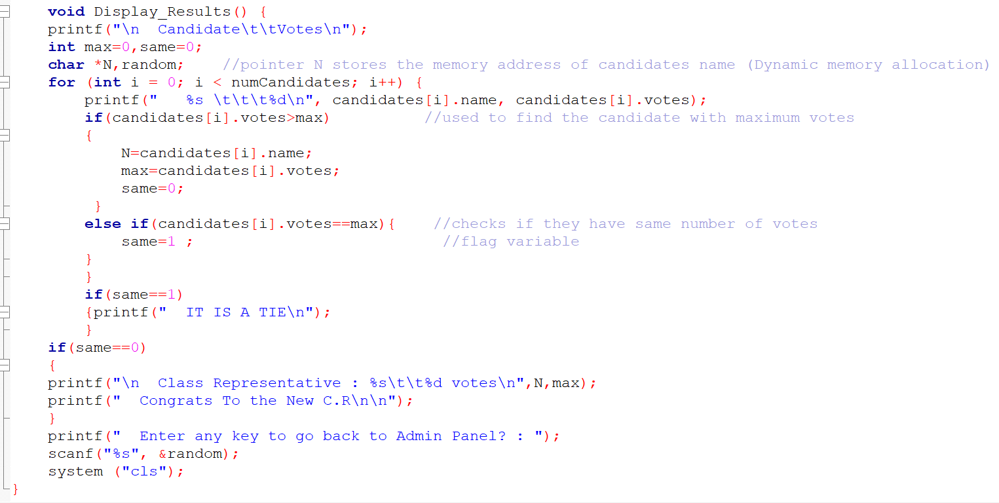 void Display_Results() {
printf("\n  Candidate\t\tVotes\n");
int max=0,same=0;
char *N,random;    //pointer N stores the memory address of candidates name (Dynamic memory allocation)
for (int i = 0; i < numCandidates; i++) {
    printf("   %s \t\t\t%d\n", candidates[i].name, candidates[i].votes);
    if(candidates[i].votes>max)          //used to find the candidate with maximum votes
    {
        N=candidates[i].name;
        max=candidates[i].votes;
        same=0;
     }
    else if(candidates[i].votes==max){    //checks if they have same number of votes
        same=1 ;                           //flag variable
    }
    }
    if(same==1)
    {printf("  IT IS A TIE\n");
    }
if(same==0)
{
printf("\n  Class Representative : %s\t\t%d votes\n",N,max);
printf("  Congrats To the New C.R\n\n");
}
printf("  Enter any key to go back to Admin Panel? : ");
scanf("%s", &random);
system ("cls");
}